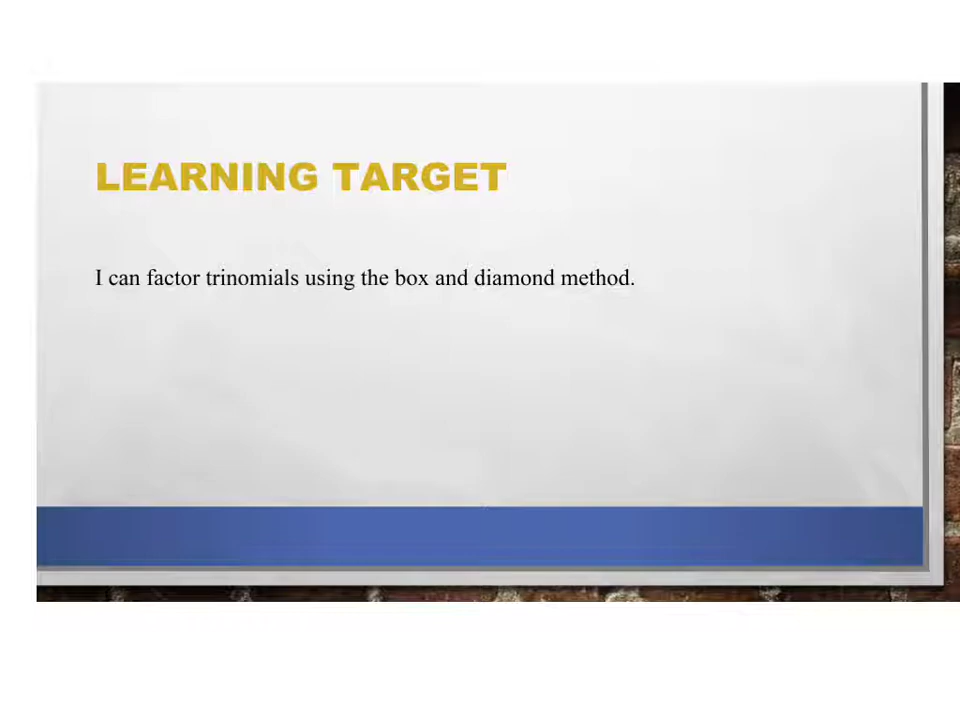 LEARNING TARGET
I can factor trinomials using the box and diamond method.